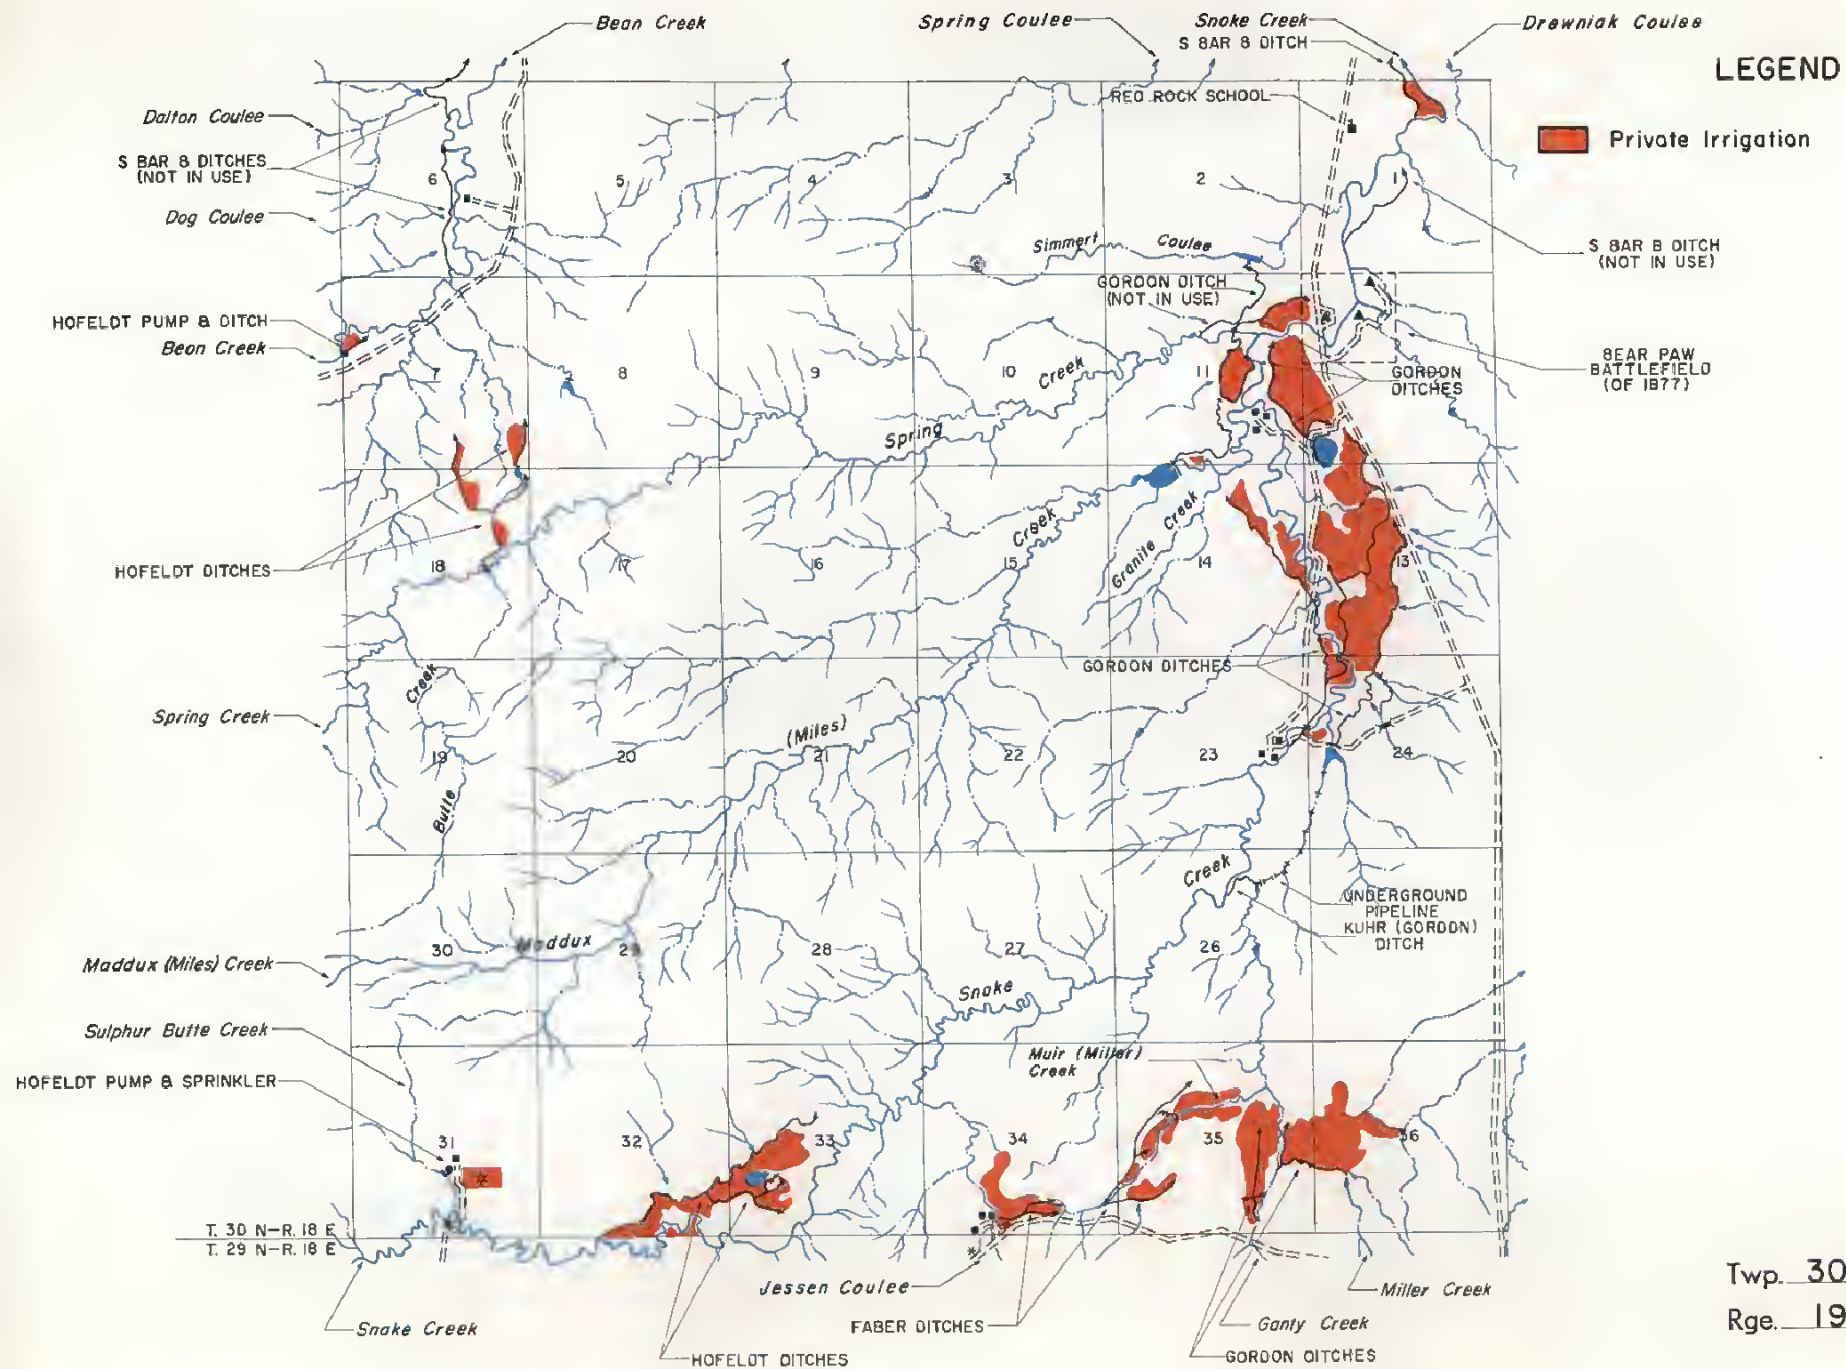 Bean Creek
Spring Coulee
Snake Creek
S BAR B DITCH
Drewniak Coulee
LEGEND
Private Irrigation
RED ROCK SCHOOL
Dalton Coulee
S BAR B DITCHES
(NOT IN USE)
Dog Coulee
6
5
4
3
2
1
Simmert Coulee
S BAR B DITCH
(NOT IN USE)
GORDON DITCH
(NOT IN USE)
HOFELDT PUMP & DITCH
Bean Creek
BEAR PAW
BATTLEFIELD
(OF 1877)
GORDON
DITCHES
7
8
9
10
11
Spring Creek
HOFELDT DITCHES
18
17
16
15
14
13
Creek
Granite Creek
GORDON DITCHES
Spring Creek
Creek
Butte
(Miles)
19
20
21
22
23
24
Creek
UNDERGROUND
PIPELINE
KUHR (GORDON)
DITCH
30
Maddux
29
28
27
26
Snake
Maddux (Miles) Creek
Sulphur Butte Creek
HOFELDT PUMP & SPRINKLER
Muir (Miller)
Creek
31
32
33
34
35
36
T. 30 N-R. 18 E
T. 29 N-R. 18 E
Jessen Coulee
Snake Creek
FABER DITCHES
HOFELDT DITCHES
Miller Creek
Ganty Creek
GORDON DITCHES
Twp. 30
Rge. 19